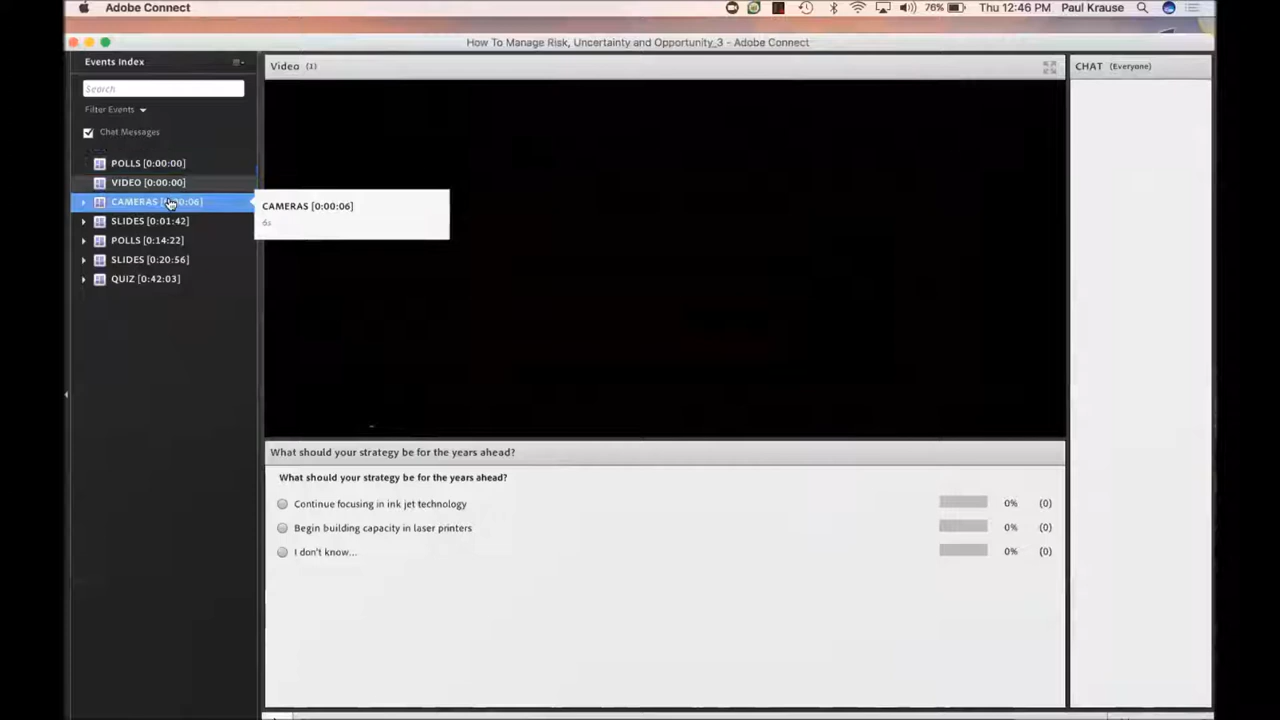 Adobe Connect
76%
Thu 12:46 PM
Paul Krause
How To Manage Risk, Uncertainty and Opportunity_3 - Adobe Connect
Events Index
Search
Filter Events
Chat Messages
POLLS [0:00:00]
VIDEO [0:00:00]
CAMERAS [0:00:06]
SLIDES [0:01:42]
POLLS [0:14:22]
SLIDES [0:20:56]
QUIZ [0:42:03]
CAMERAS [0:00:06]
6s
Video (1)
What should your strategy be for the years ahead?
What should your strategy be for the years ahead?
Continue focusing in ink jet technology 0% (0)
Begin building capacity in laser printers 0% (0)
I don't know... 0% (0)
CHAT (Everyone)